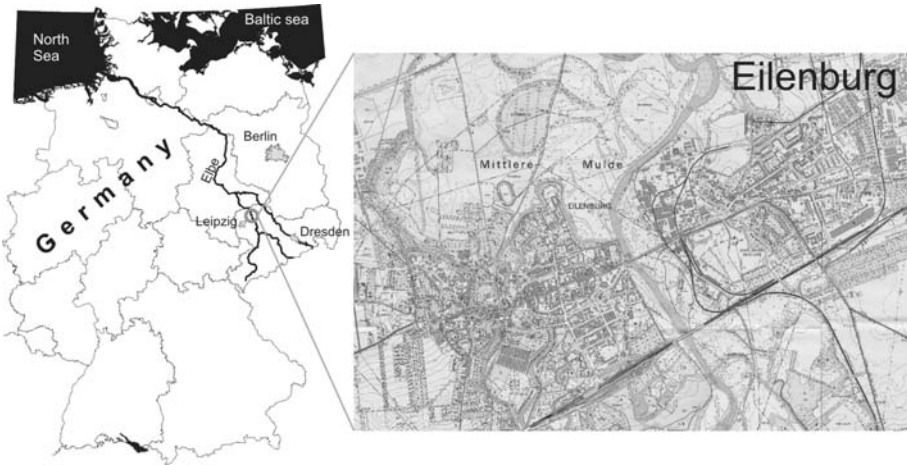 North
Sea
Baltic sea
Berlin
Elbe
Germany
Leipzig
Dresden
Eilenburg
Mittlere Mulde
EILENBURG